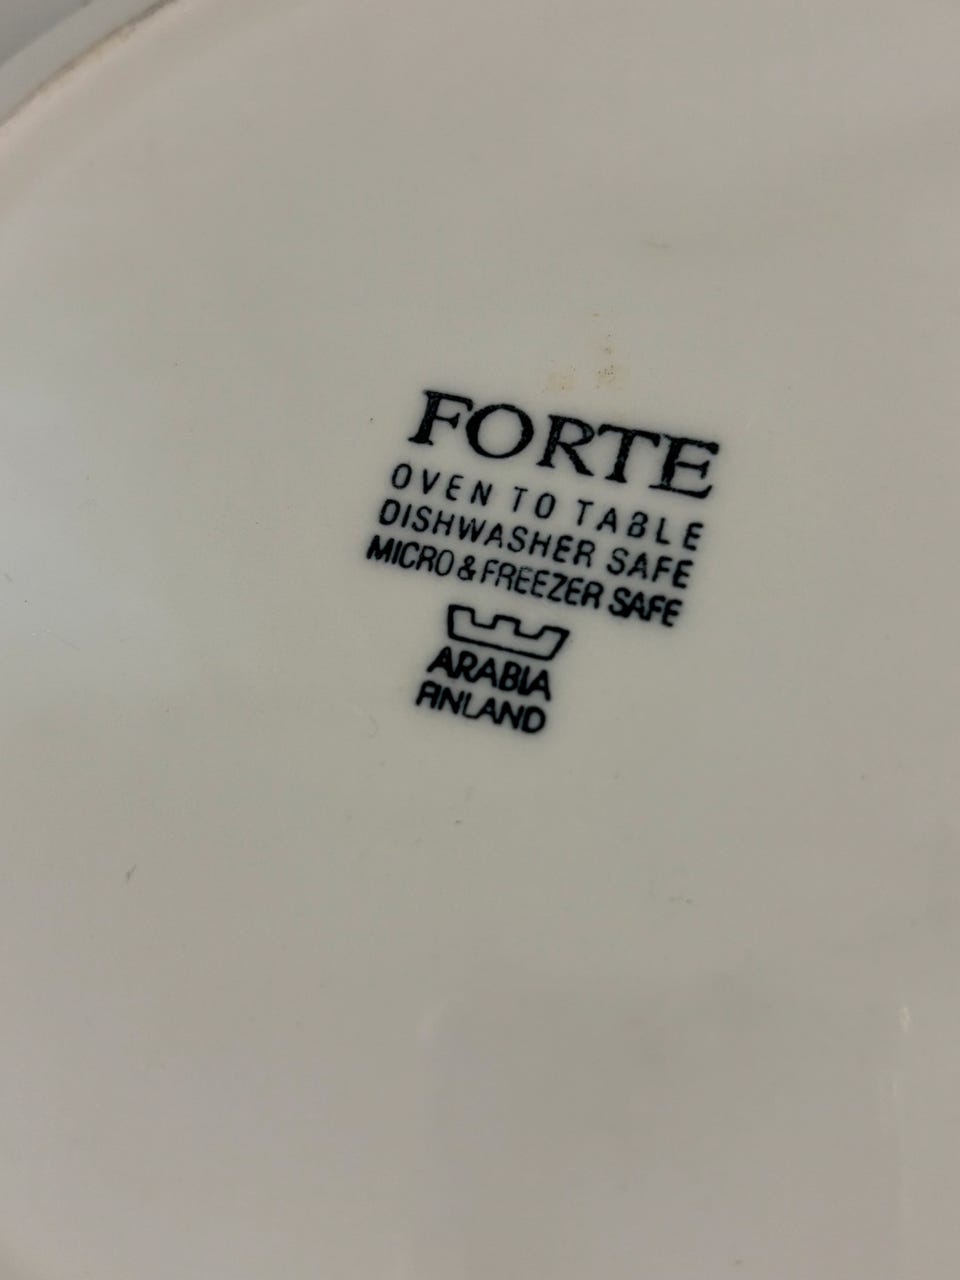 FORTE
OVEN TO TABLE
DISHWASHER SAFE
MICRO & FREEZER SAFE
ARABIA
FINLAND